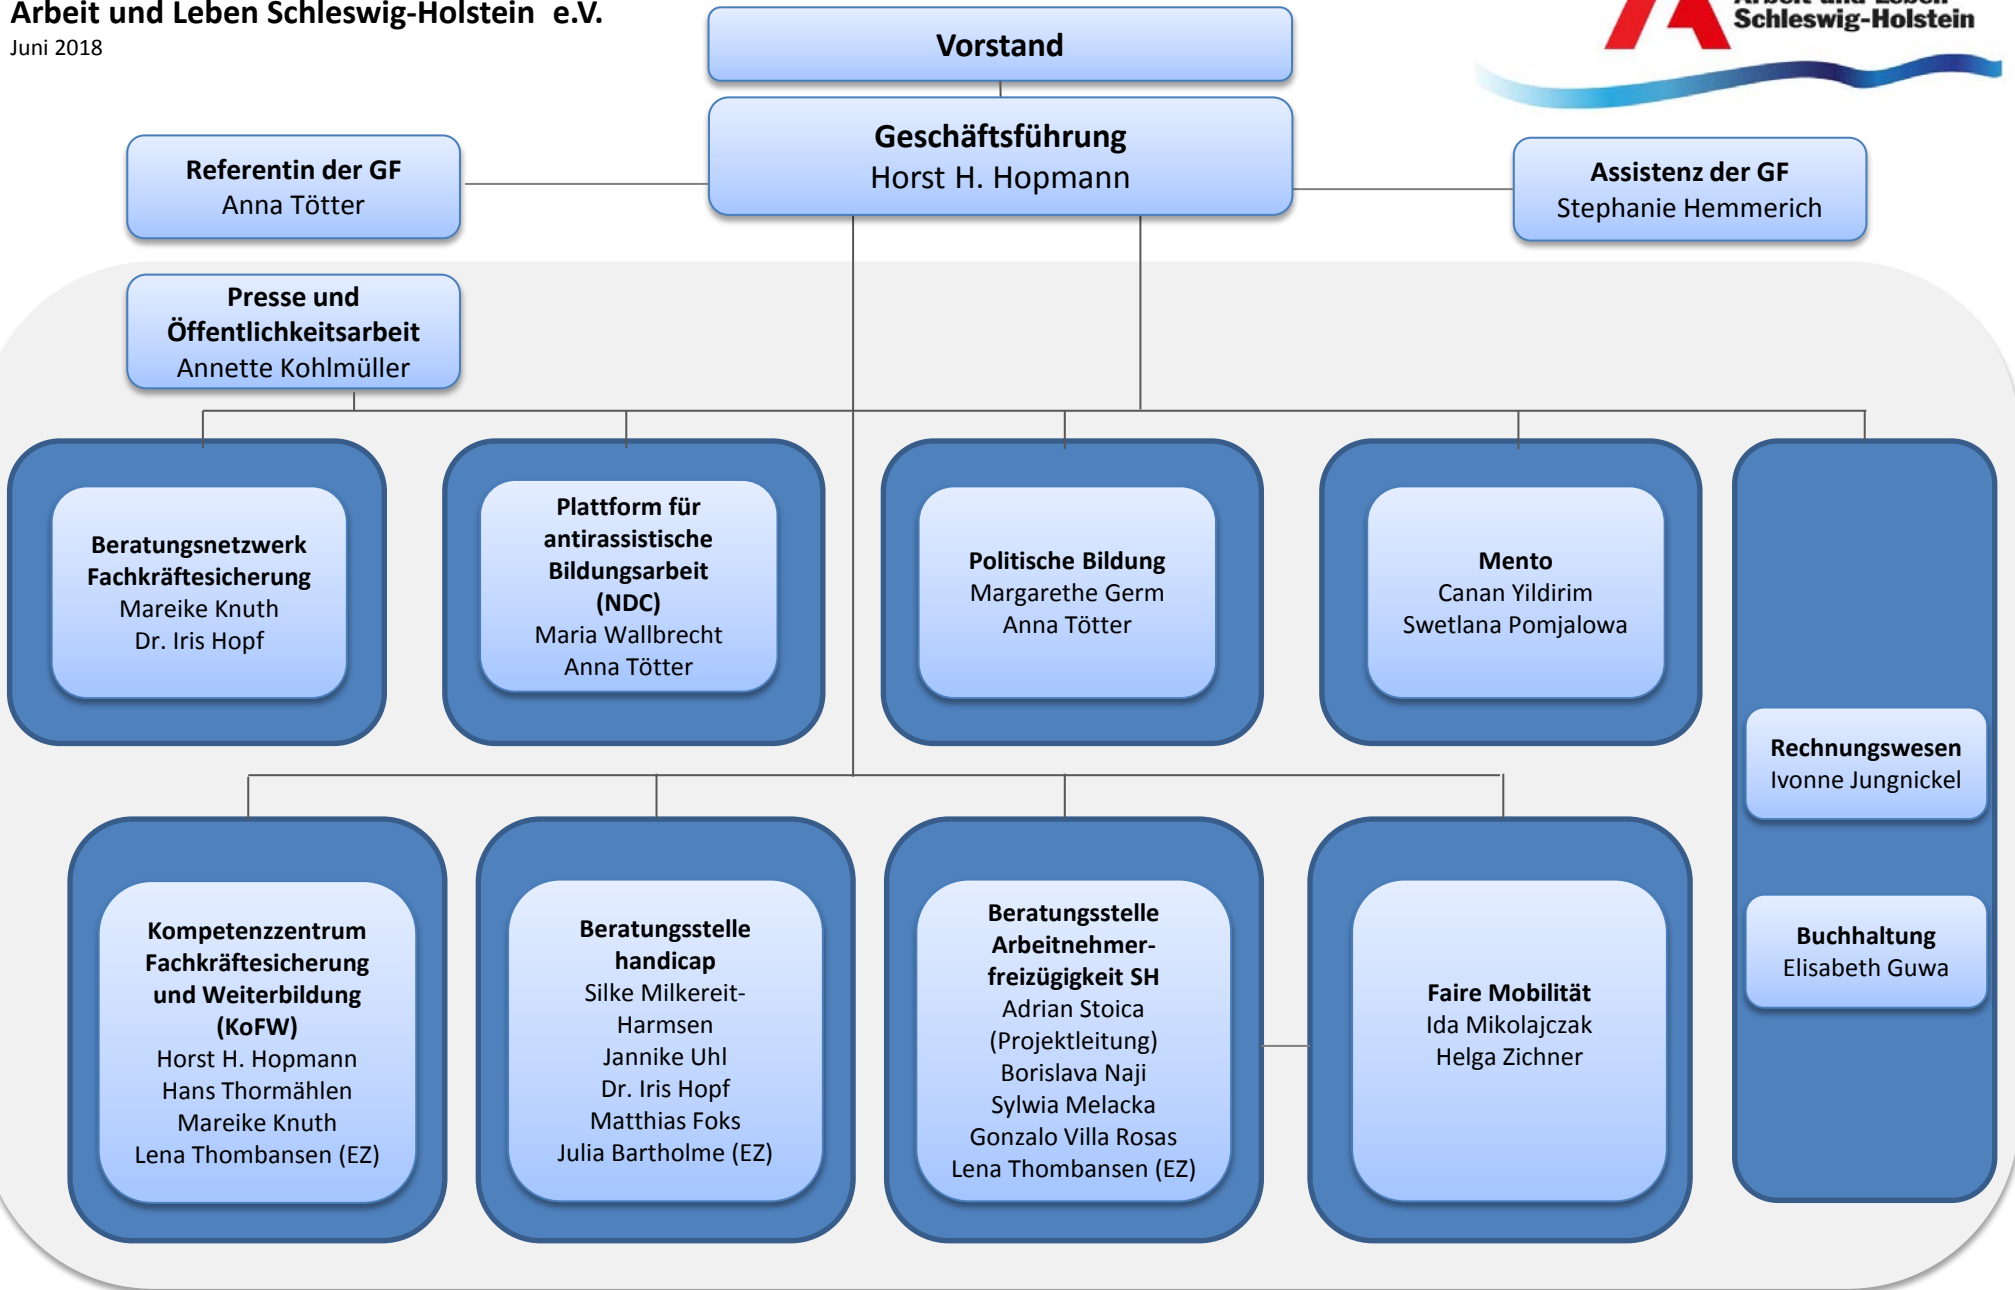 Arbeit und Leben Schleswig-Holstein e.V.
Juni 2018
Arbeit und Leben
Schleswig-Holstein
Vorstand
Geschäftsführung
Horst H. Hopmann
Referentin der GF
Anna Tötter
Assistenz der GF
Stephanie Hemmerich
Presse und
Öffentlichkeitsarbeit
Annette Kohlmüller
Beratungsnetzwerk
Fachkräftesicherung
Mareike Knuth
Dr. Iris Hopf
Plattform für
antirassistische
Bildungsarbeit
(NDC)
Maria Wallbrecht
Anna Tötter
Politische Bildung
Margarethe Germ
Anna Tötter
Mento
Canan Yildirim
Swetlana Pomjalowa
Rechnungswesen
Ivonne Jungnickel
Buchhaltung
Elisabeth Guwa
Kompetenzzentrum
Fachkräftesicherung
und Weiterbildung
(KoFW)
Horst H. Hopmann
Hans Thormählen
Mareike Knuth
Lena Thombansen (EZ)
Beratungsstelle
handicap
Silke Milkereit-
Harmsen
Jannike Uhl
Dr. Iris Hopf
Matthias Foks
Julia Bartholme (EZ)
Beratungsstelle
Arbeitnehmer-
freizügigkeit SH
Adrian Stoica
(Projektleitung)
Borislava Naji
Sylwia Melacka
Gonzalo Villa Rosas
Lena Thombansen (EZ)
Faire Mobilität
Ida Mikolajczak
Helga Zichner